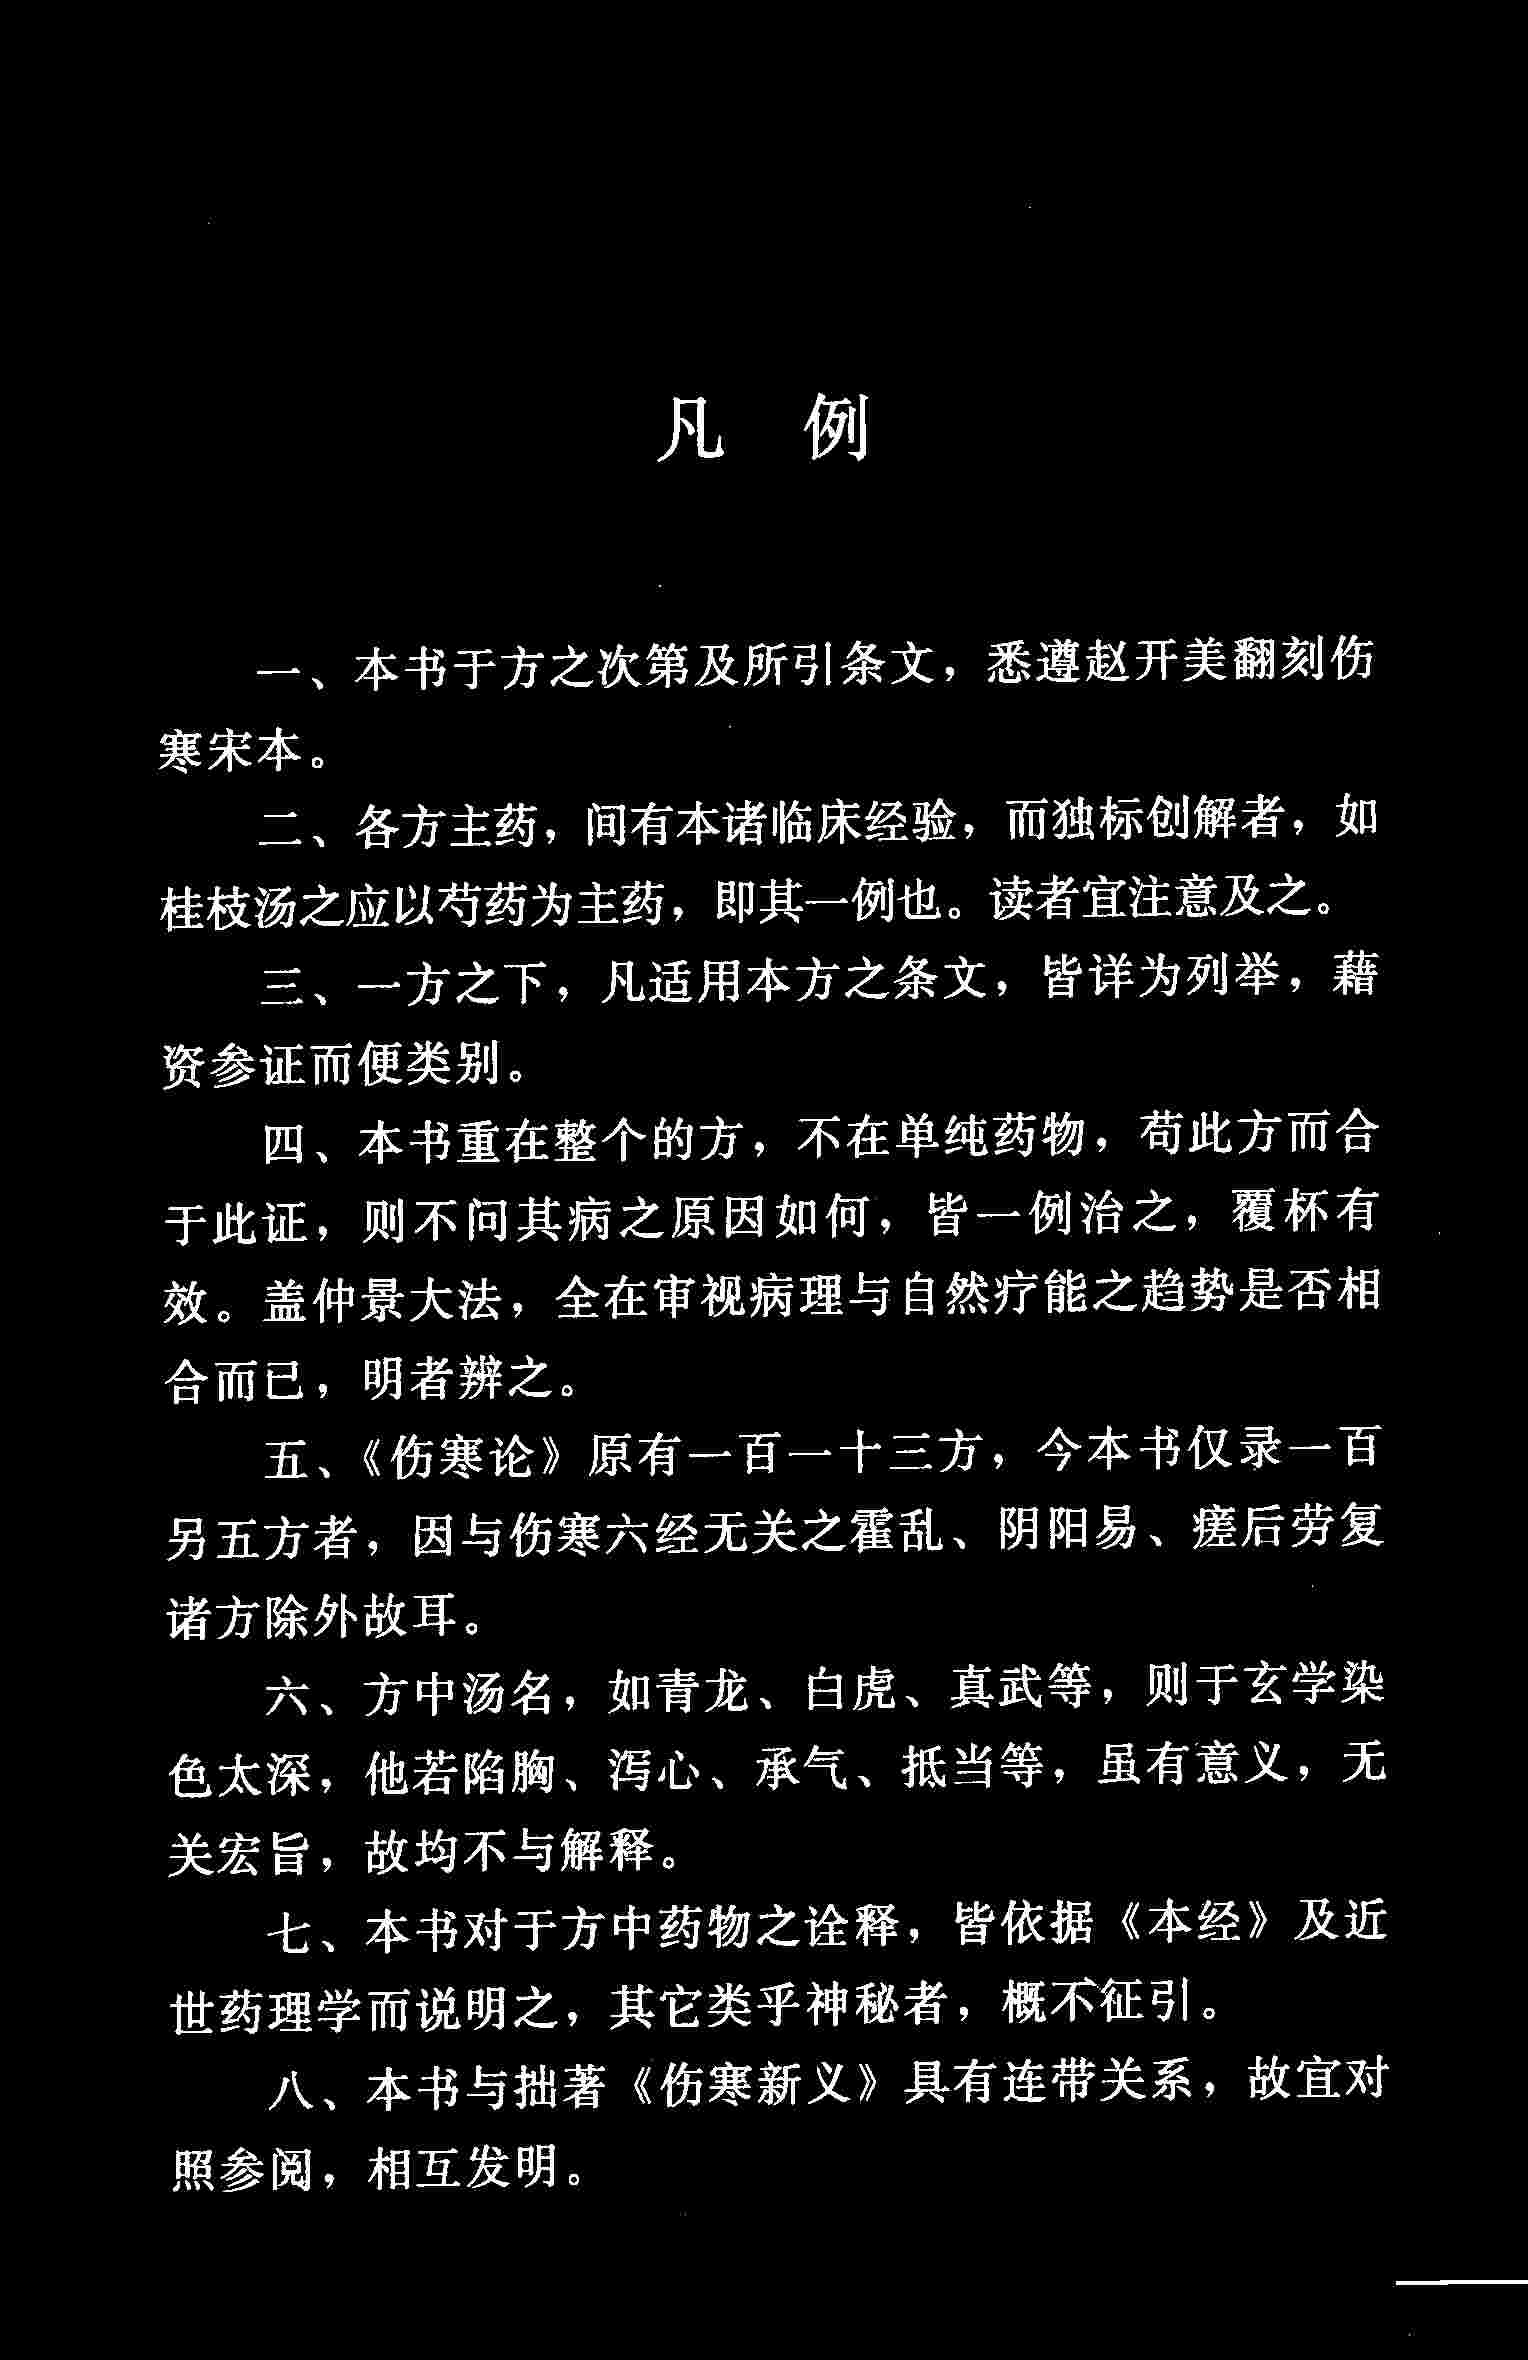 凡 例
一、本书于方之次第及所引条文，悉遵赵开美翻刻伤
寒宋本。
二、各方主药，间有本诸临床经验，而独标创解者，如
桂枝汤之应以芍药为主药，即其一例也。读者宜注意及之。
三、一方之下，凡适用本方之条文，皆详为列举，藉
资参证而便类别。
四、本书重在整个的方，不在单纯药物，苟此方而合
于此证，则不问其病之原因如何，皆一例治之，覆杯有
效。盖仲景大法，全在审视病理与自然疗能之趋势是否相
合而已，明者辨之。
五、《伤寒论》原有一百一十三方，今本书仅录一百
另五方者，因与伤寒六经无关之霍乱、阴阳易、瘥后劳复
诸方除外故耳。
六、方中汤名，如青龙、白虎、真武等，则于玄学染
色太深，他若陷胸、泻心、承气、抵当等，虽有意义，无
关宏旨，故均不与解释。
七、本书对于方中药物之诠释，皆依据《本经》及近
世药理学而说明之，其它类乎神秘者，概不征引。
八、本书与拙著《伤寒新义》具有连带关系，故宜对
照参阅，相互发明。